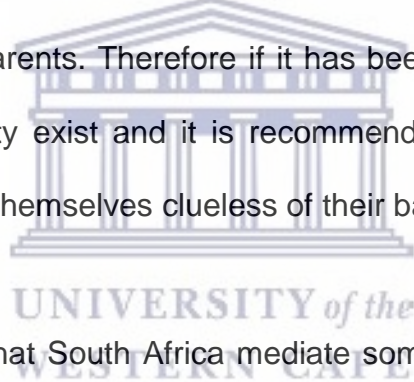 arents. Therefore if it has bee
ty exist and it is recommend
hemselves clueless of their ba
UNIVERSITY of the
hat South Africa mediate som
WESTERN CAPE